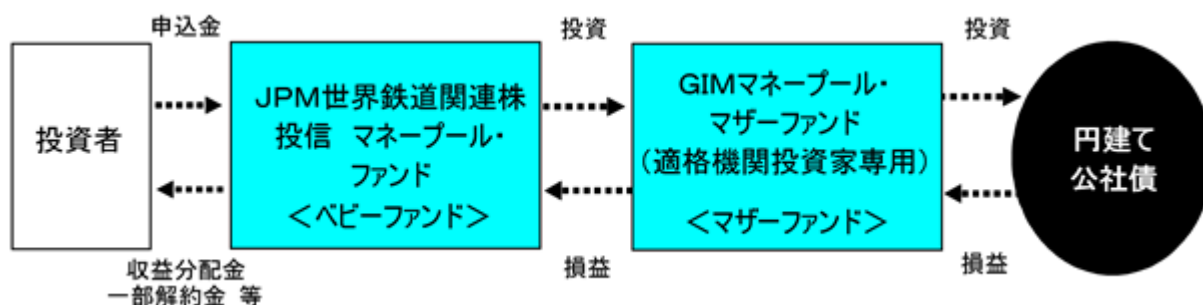 申込金
投資
投資
投資者
JPM世界鉄道関連株
投信 マネープール・
ファンド
＜ベビーファンド＞
GIMマネープール・
マザーファンド
（適格機関投資家専用）
＜マザーファンド＞
円建て
公社債
収益分配金
一部解約金 等
損益
損益